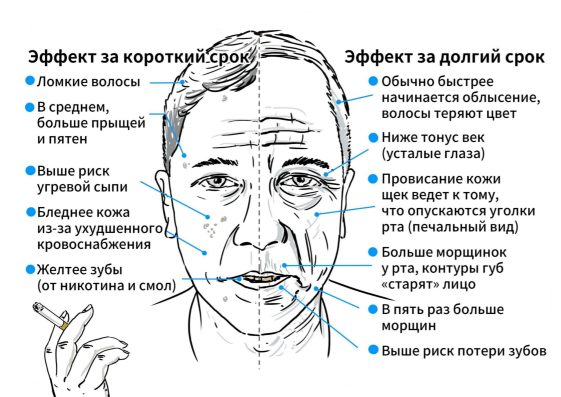 Эффект за короткий срок
Ломкие волосы
В среднем,
больше прыщей
и пятен
Выше риск
угревой сыпи
Бледнее кожа
из-за ухудшенного
кровоснабжения
Желтее зубы
(от никотина и смол)
Эффект за долгий срок
Обычно быстрее
начинается облысение,
волосы теряют цвет
Ниже тонус век
(усталые глаза)
Провисание кожи
щек ведет к тому,
что опускаются уголки
рта (печальный вид)
Больше морщинок
у рта, контуры губ
«старят» лицо
В пять раз больше
морщин
Выше риск потери зубов